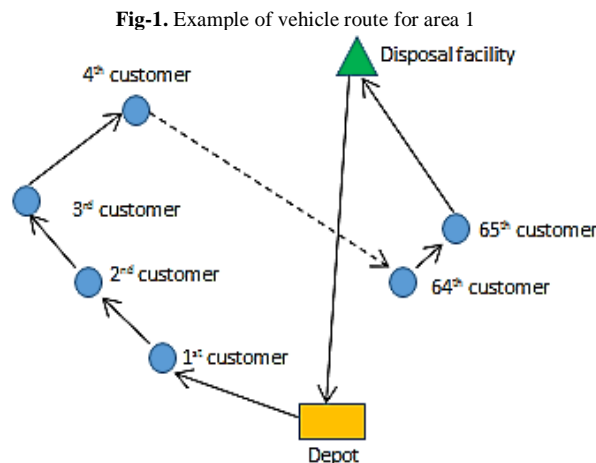 Fig-1. Example of vehicle route for area 1
Disposal facility
4th customer
3rd customer
65th customer
2nd customer
64th customer
1st customer
Depot